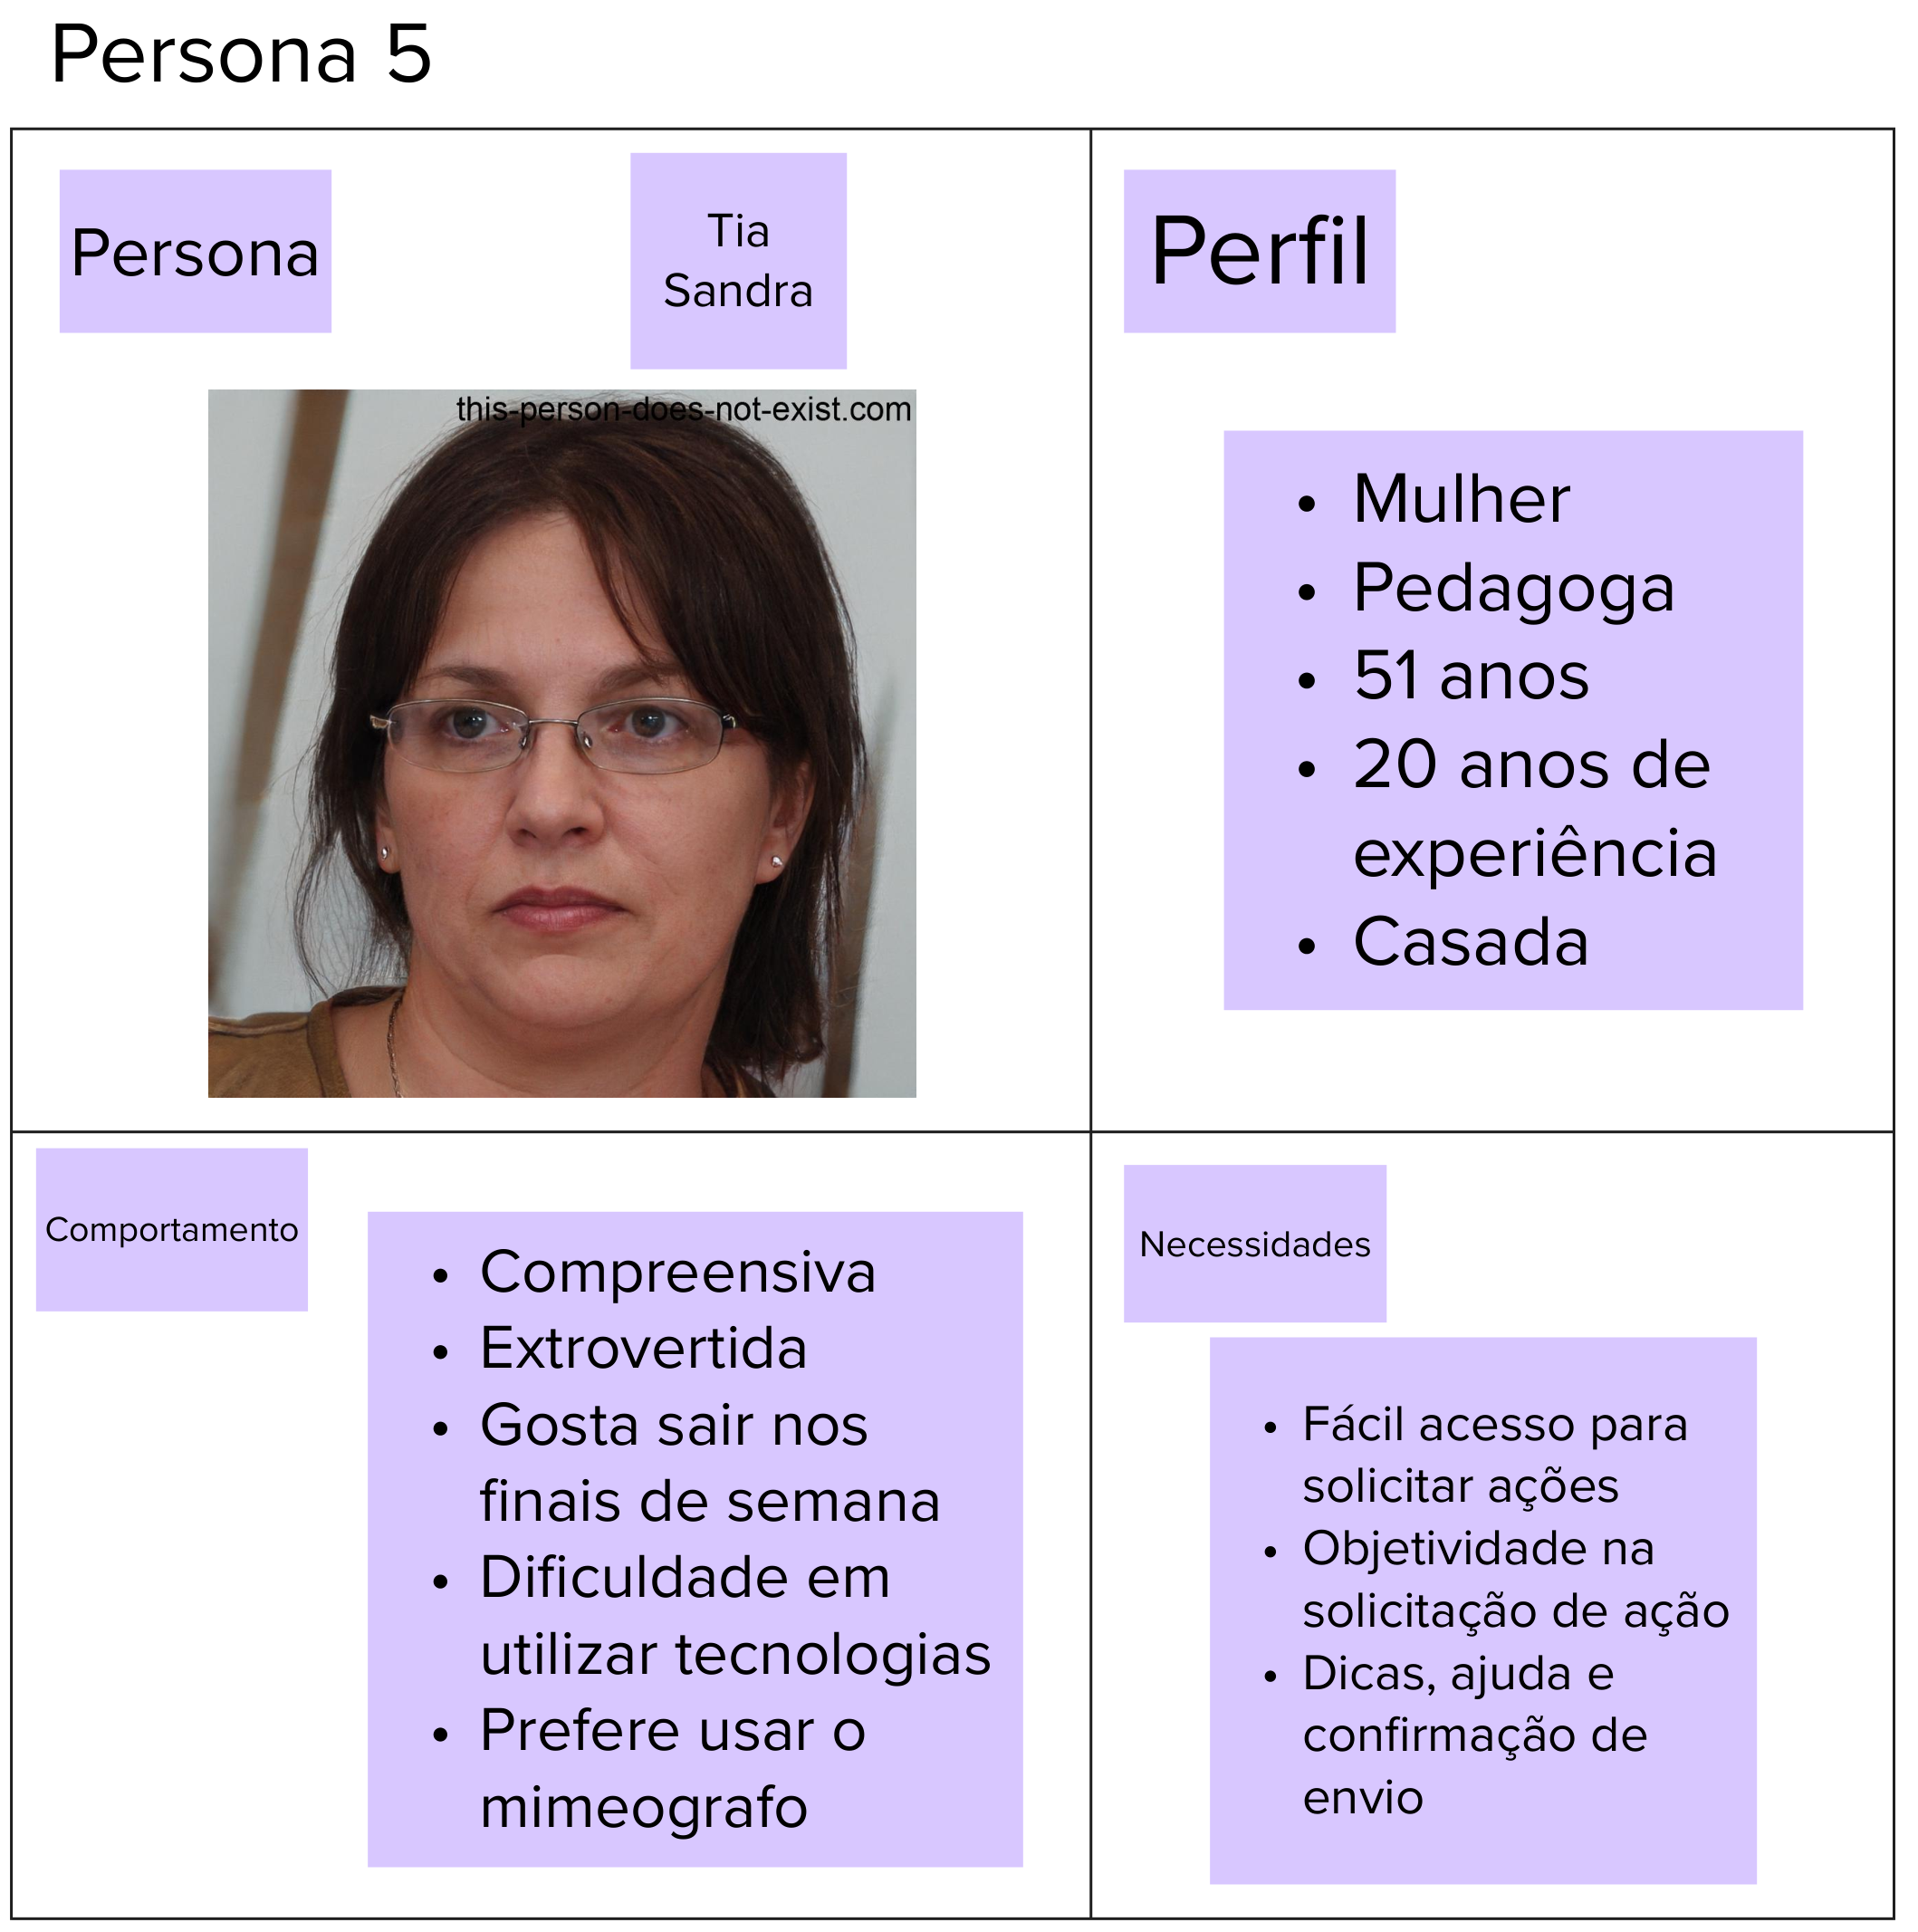 Persona 5
Persona
Tia
Sandra
this-person-does-not-exist.com
Perfil
• Mulher
• Pedagoga
• 51 anos
• 20 anos de
experiência
• Casada
Comportamento
• Compreensiva
• Extrovertida
• Gosta sair nos
finais de semana
• Dificuldade em
utilizar tecnologias
• Prefere usar o
mimeografo
Necessidades
• Fácil acesso para
solicitar ações
• Objetividade na
solicitação de ação
• Dicas, ajuda e
confirmação de
envio